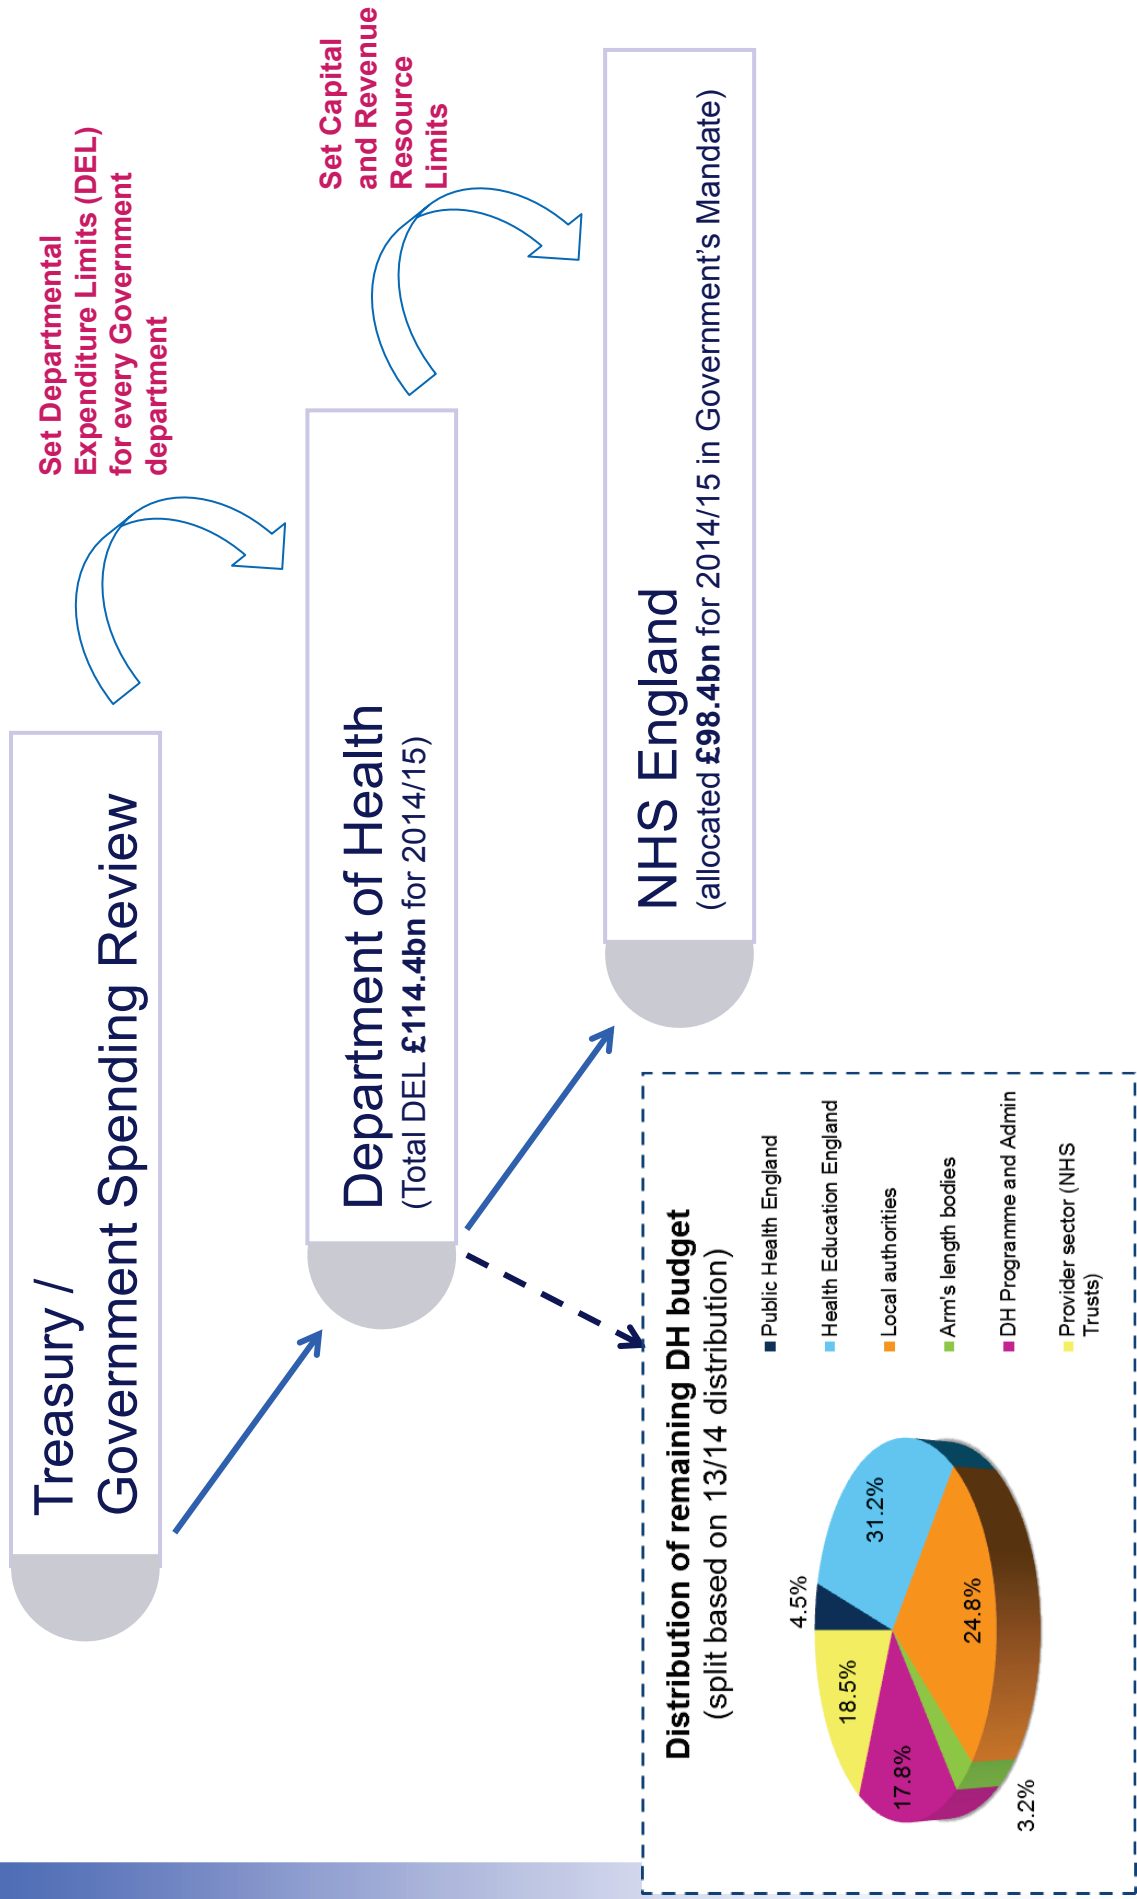 Treasury /
Government Spending Review
Set Departmental
Expenditure Limits (DEL)
for every Government
department
Department of Health
(Total DEL £114.4bn for 2014/15)
Set Capital
and Revenue
Resource
Limits
NHS England
(allocated £98.4bn for 2014/15 in Government’s Mandate)
Distribution of remaining DH budget
(split based on 13/14 distribution)
4.5%
31.2%
24.8%
3.2%
17.8%
18.5%
Public Health England
Health Education England
Local authorities
Arm's length bodies
DH Programme and Admin
Provider sector (NHS
Trusts)